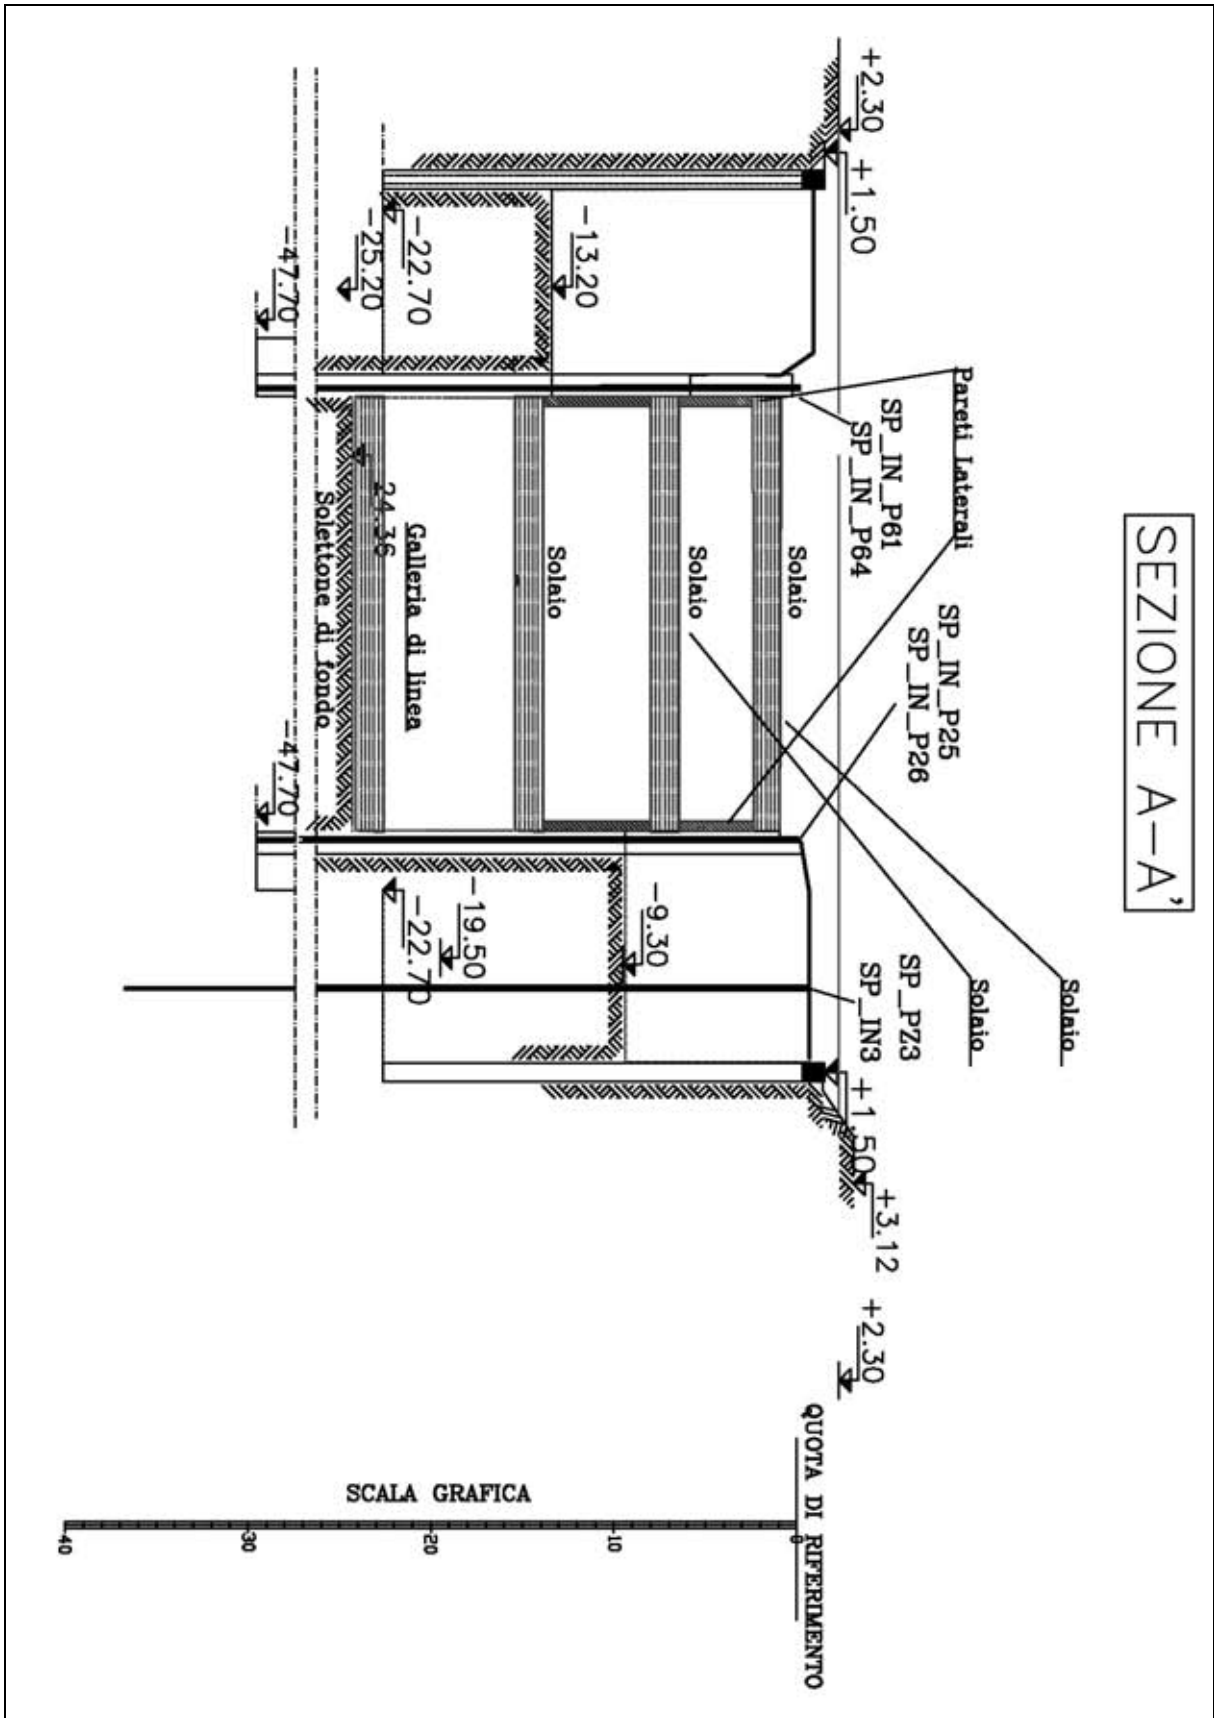 SEZIONE A-A'
Solaio
Solaio
Pareti Laterali
SP_IN_P25
SP_IN_P26
SP_PZ3
SP_IN3
SP_IN_P61
SP_IN_P64
+2.30
+1.50
+1.50
+3.12
+2.30
QUOTA DI RIFERIMENTO
Solaio
Solaio
Solaio
-13.20
-9.30
-22.70
-25.20
-19.50
-22.70
Galleria di linea
24.36
Solettone di fondo
-47.70
-47.70
SCALA GRAFICA
0
10
20
30
40